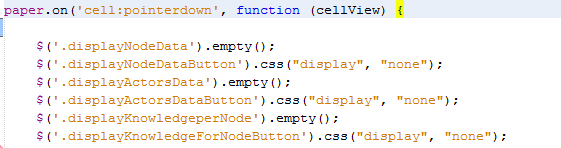 paper.on('cell:pointerdown', function (cellView) {
$('.displayNodeData').empty();
$('.displayNodeDataButton').css("display", "none");
$('.displayActorsData').empty();
$('.displayActorsDataButton').css("display", "none");
$('.displayKnowledgeperNode').empty();
$('.displayKnowledgeForNodeButton').css("display", "none");